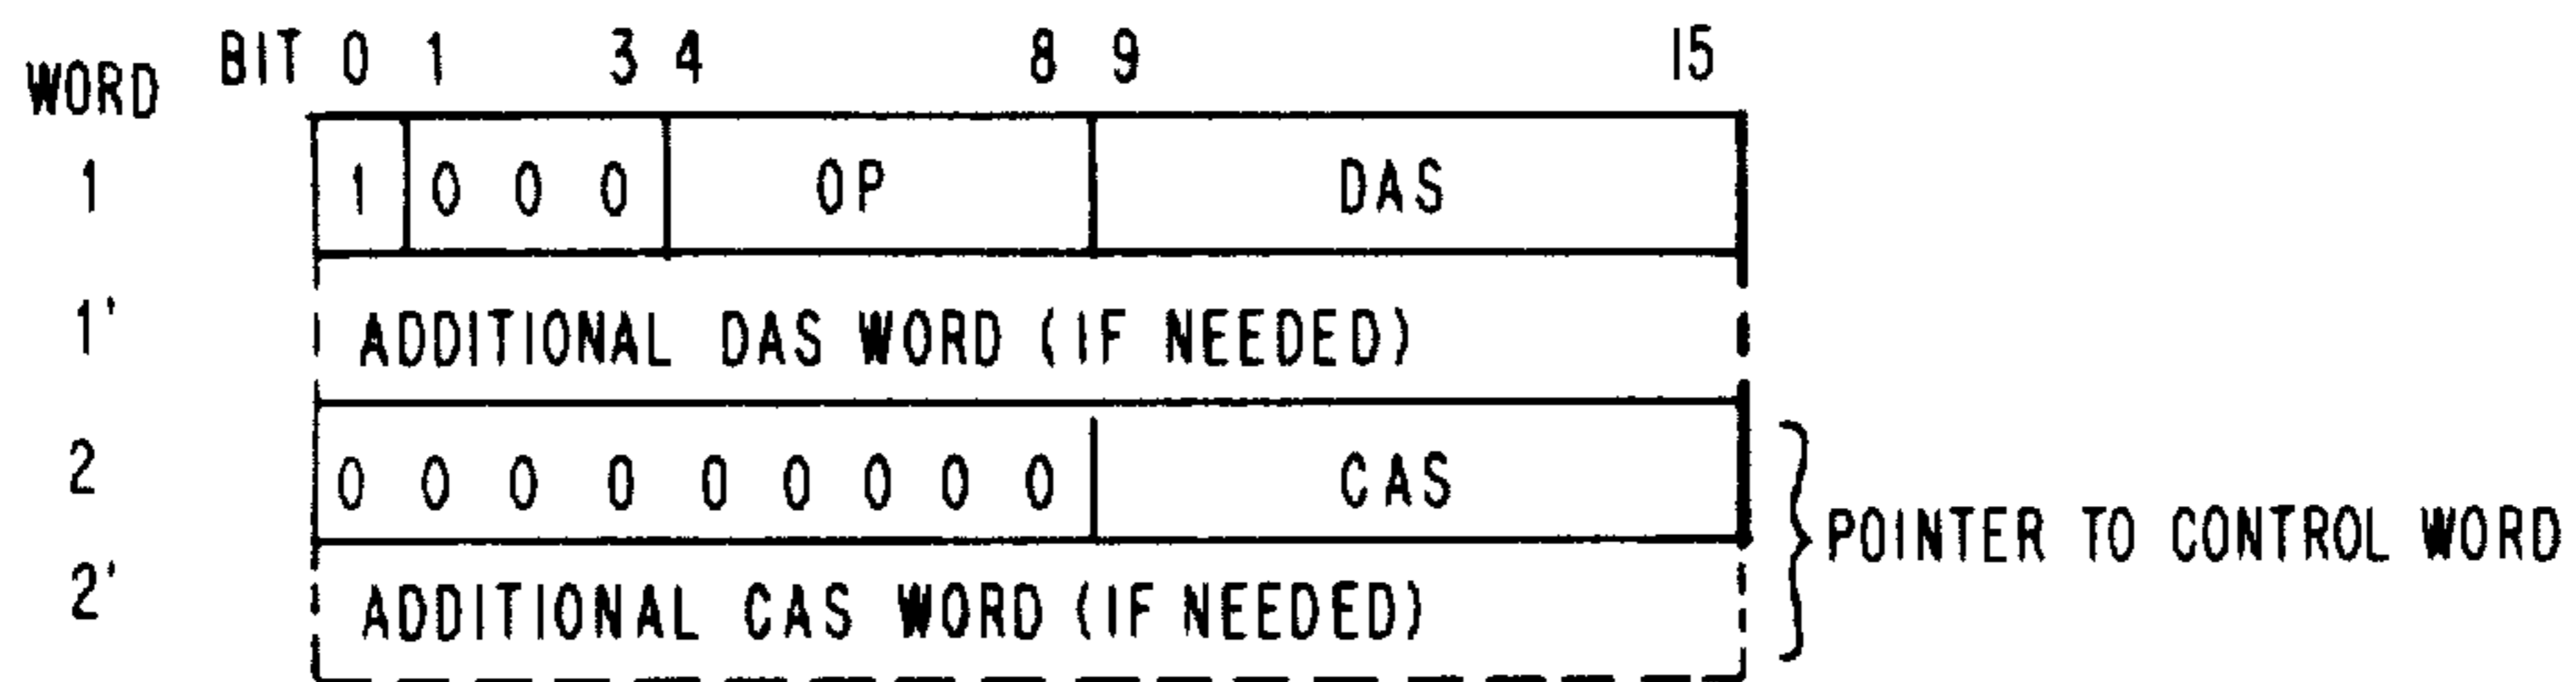 WORD BIT 0 1 3 4 8 9 15
1 1 0 0 0 OP DAS
1' ADDITIONAL DAS WORD (IF NEEDED)
2 0 0 0 0 0 0 0 0 0 CAS
POINTER TO CONTROL WORD
2' ADDITIONAL CAS WORD (IF NEEDED)